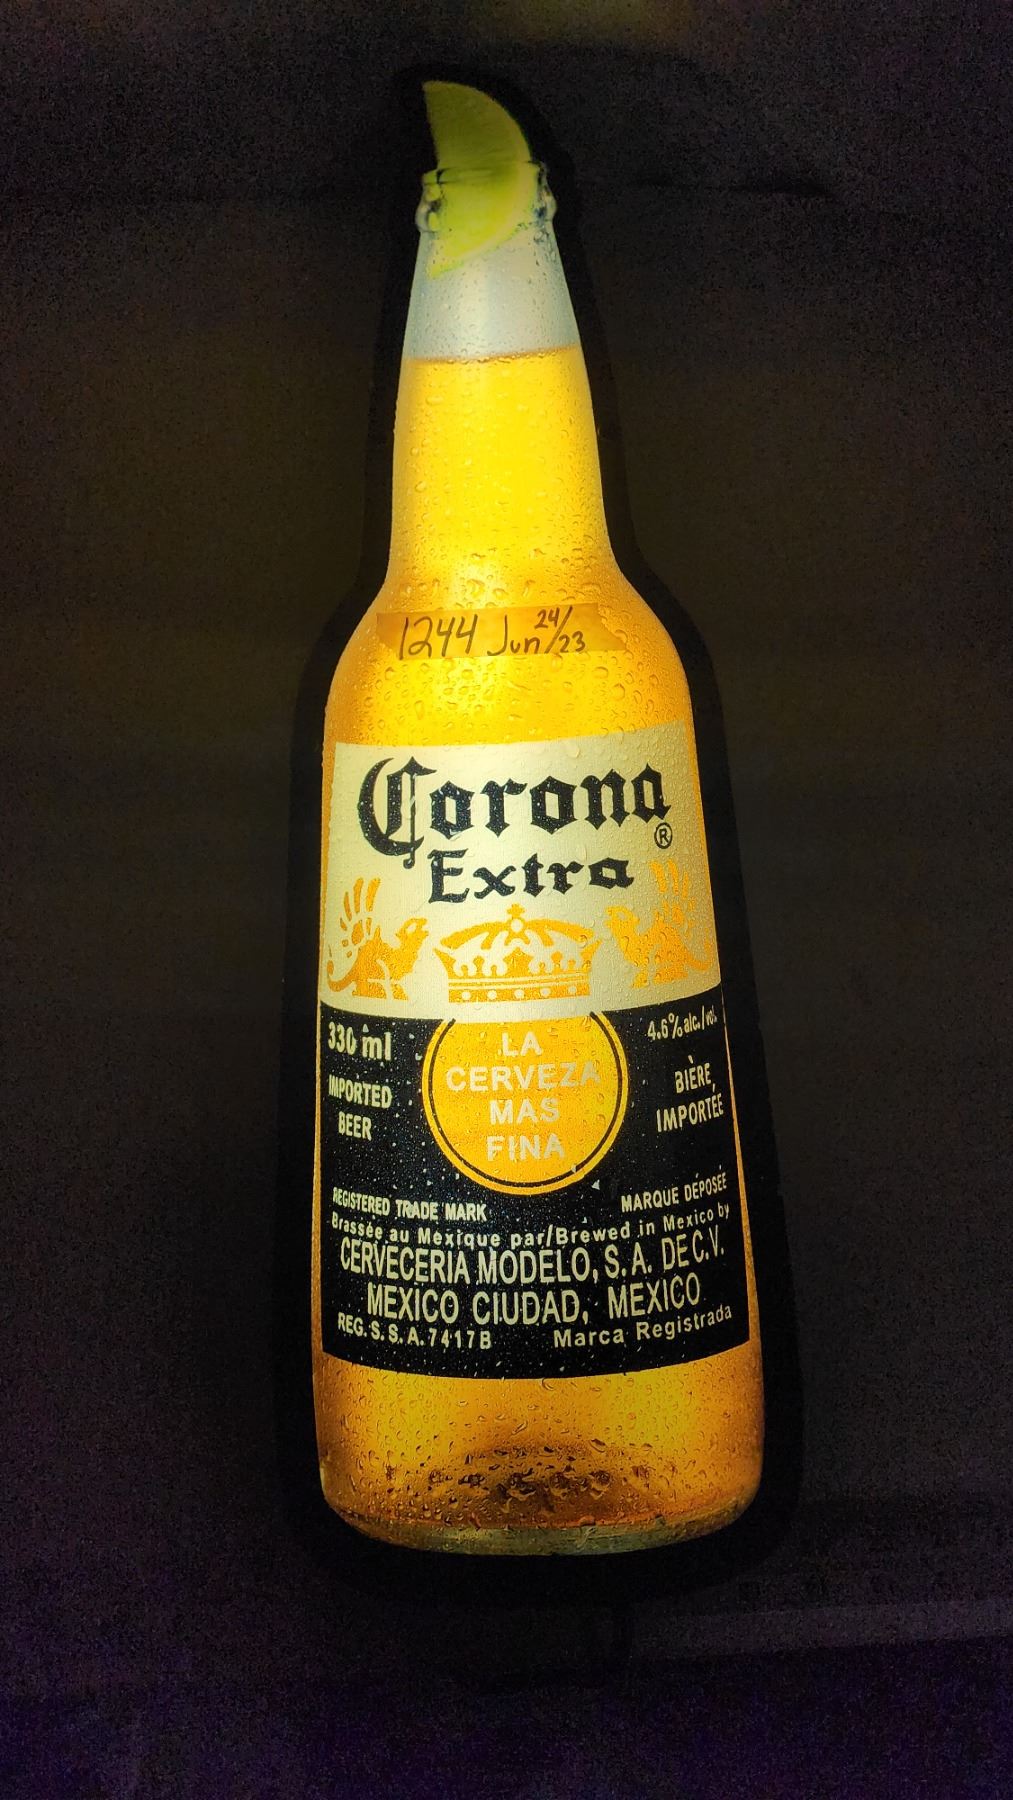 1244 Jun 24/23
Corona
®
Extra
330 ml
4.6% alc./vol.
IMPORTED
BEER
LA
CERVEZA
MAS
FINA
BIÈRE
IMPORTÉE
REGISTERED TRADE MARK
MARQUE DÉPOSÉE
Brassée au Mexique par/Brewed in Mexico by
CERVECERIA MODELO, S.A. DE C.V.
MEXICO CIUDAD, MEXICO
REG. S.S.A. 7417B
Marca Registrada